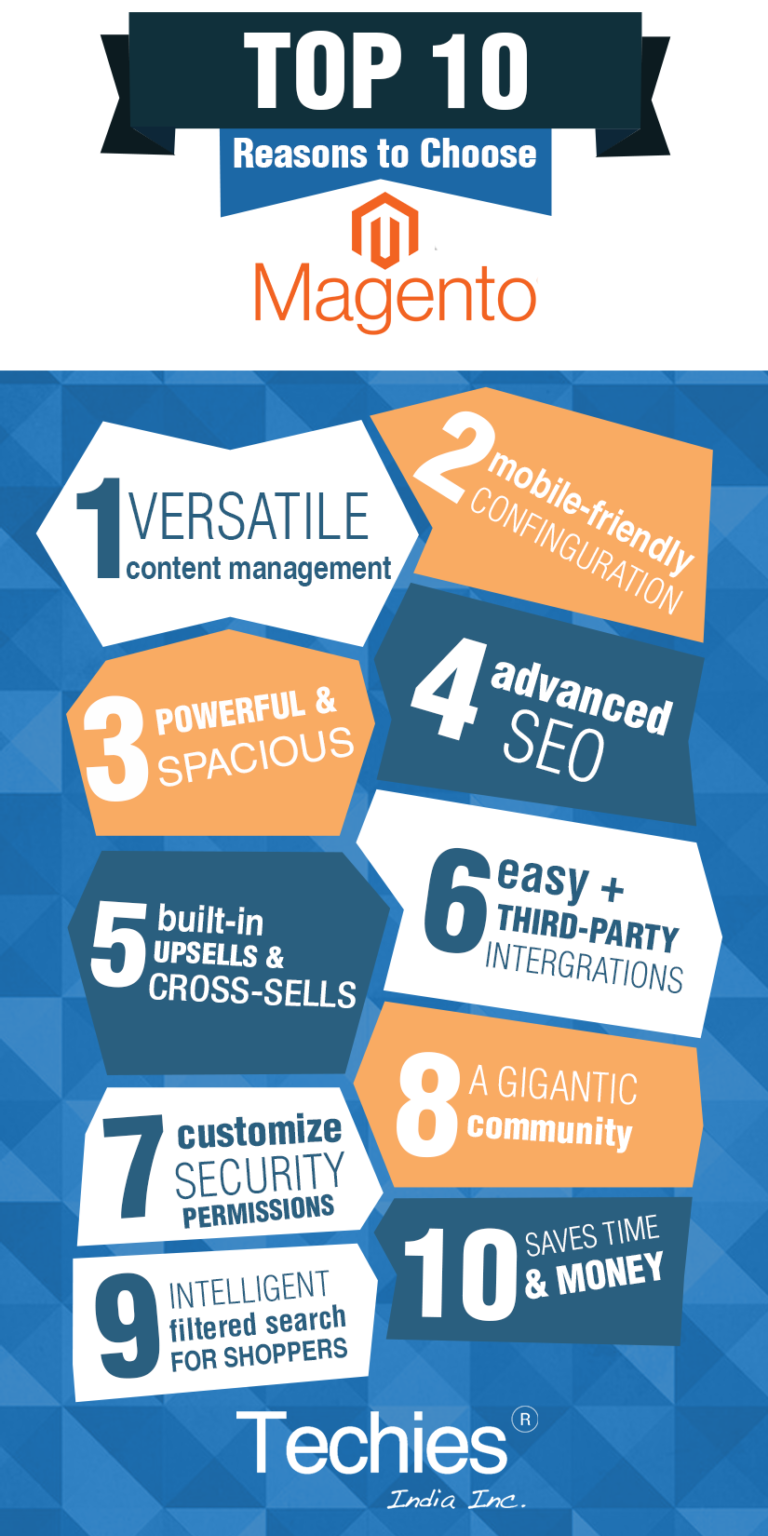 TOP 10
Reasons to Choose
Magento
1 VERSATILE
content management
2 mobile-friendly
CONFINGURATION
3 POWERFUL &
SPACIOUS
4 advanced
SEO
5 built-in
UPSELLS &
CROSS-SELLS
6 easy +
THIRD-PARTY
INTERGRATIONS
7 customize
SECURITY
PERMISSIONS
8 A GIGANTIC
community
9 INTELLIGENT
filtered search
FOR SHOPPERS
10 SAVES TIME
& MONEY
Techies ®
India Inc.